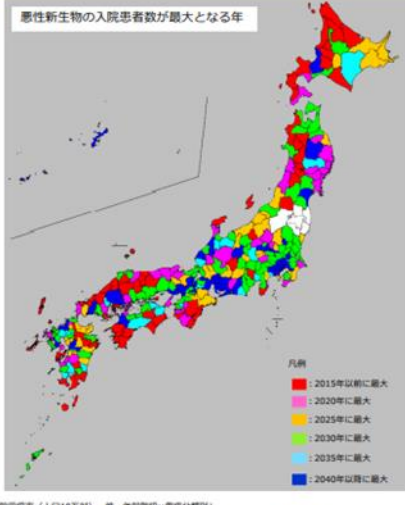 悪性新生物の入院患者数が最大となる年
凡例
：2015年以前に最大
：2020年に最大
：2025年に最大
：2030年に最大
：2035年に最大
：2040年以降に最大